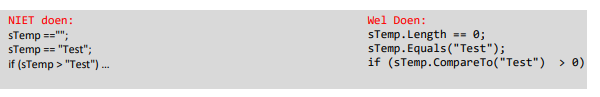 NIET doen:
sTemp =="";
sTemp == "Test";
if (sTemp > "Test") ...
Wel Doen:
sTemp.Length == 0;
sTemp.Equals("Test");
if (sTemp.CompareTo("Test")  > 0)